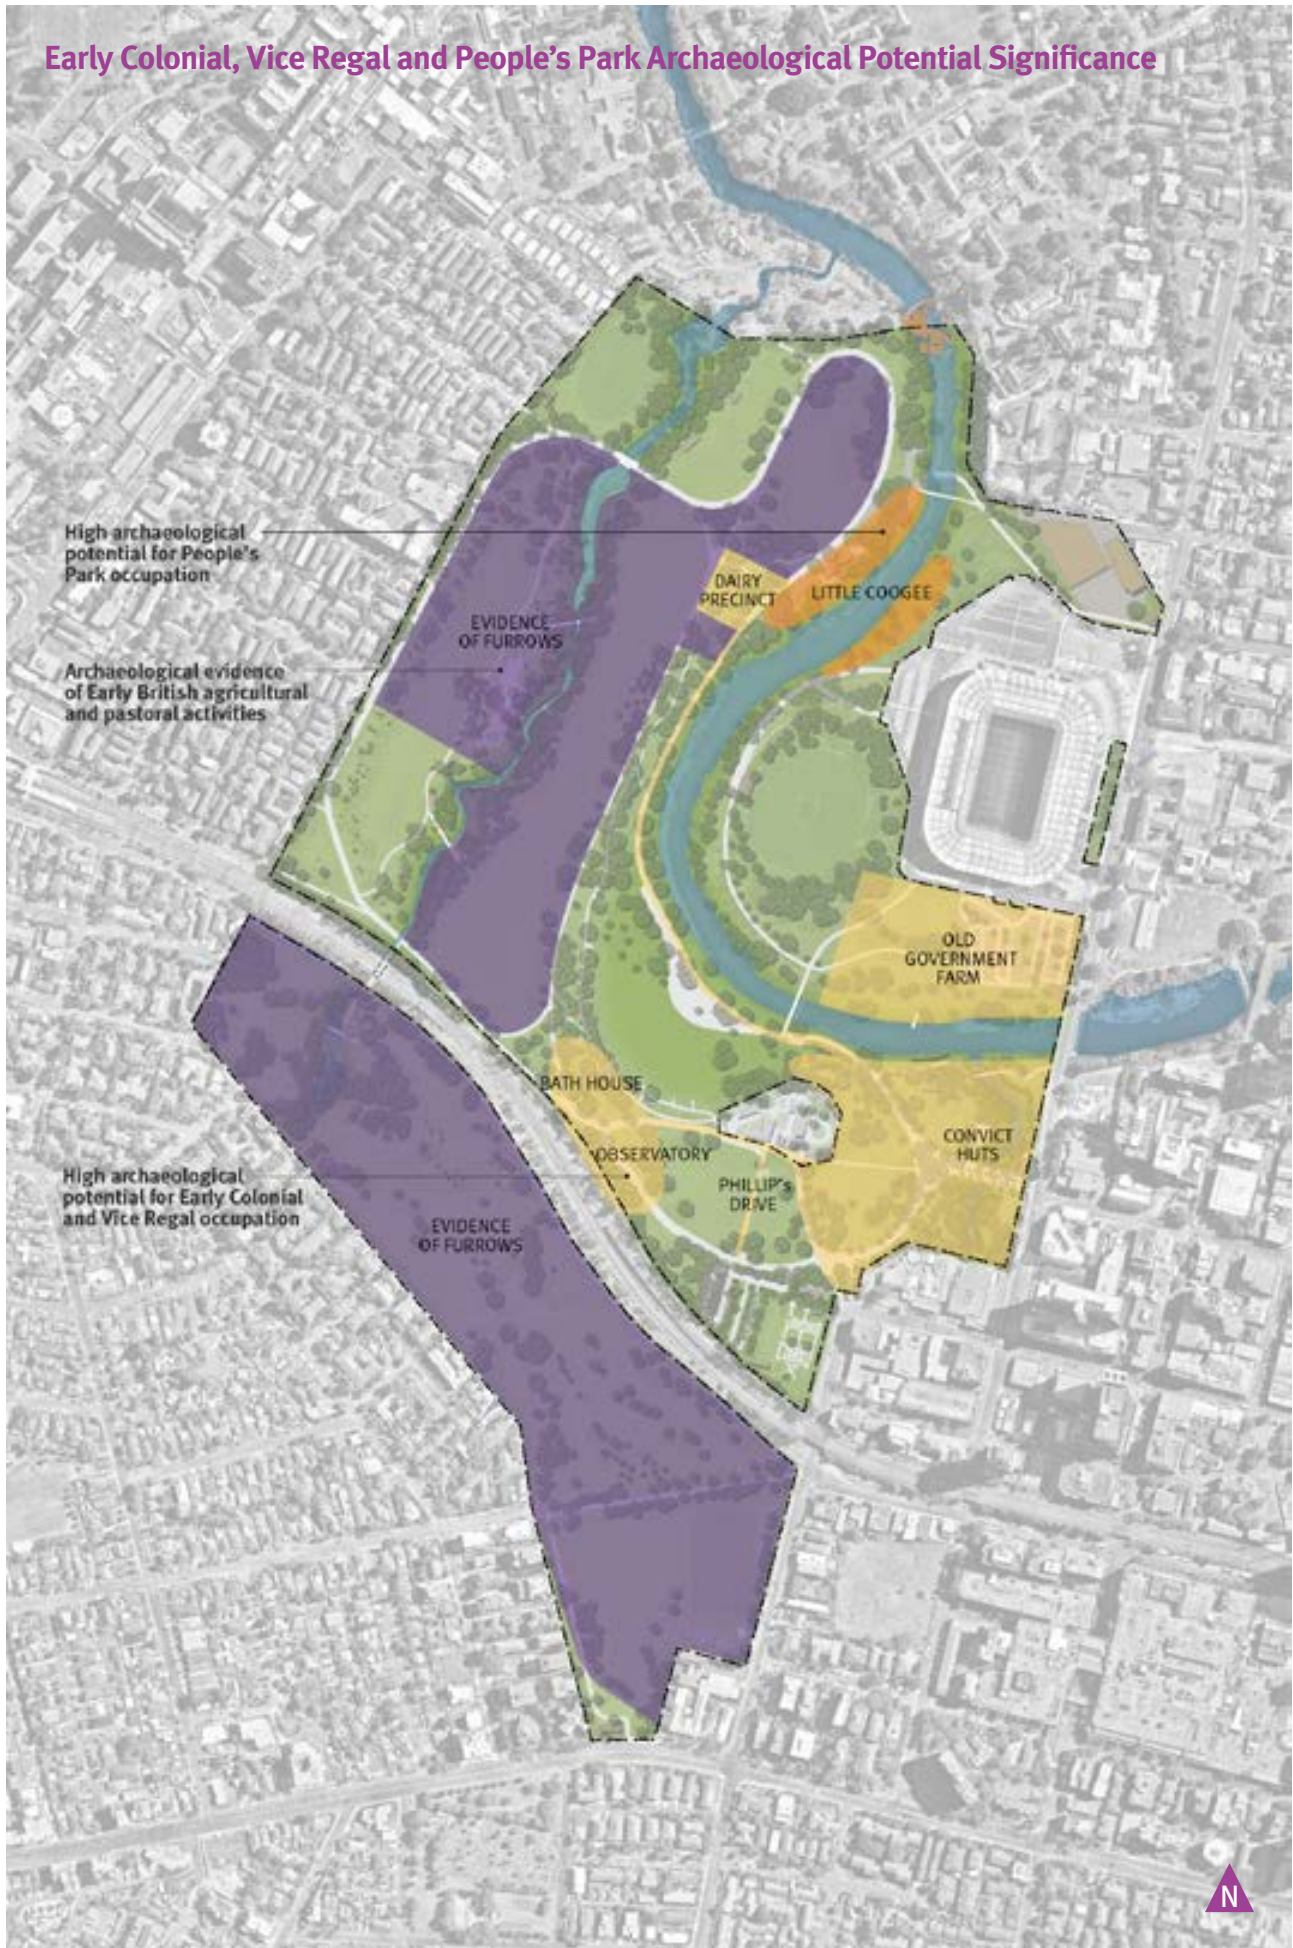 Early Colonial, Vice Regal and People's Park Archaeological Potential Significance
High archaeological
potential for People's
Park occupation
DAIRY
PRECINCT
LITTLE COOGEE
EVIDENCE
OF FURROWS
Archaeological evidence
of Early British agricultural
and pastoral activities
OLD
GOVERNMENT
FARM
BATH HOUSE
CONVICT
HUTS
OBSERVATORY
High archaeological
potential for Early Colonial
and Vice Regal occupation
PHILLIP's
DRIVE
EVIDENCE
OF FURROWS
N